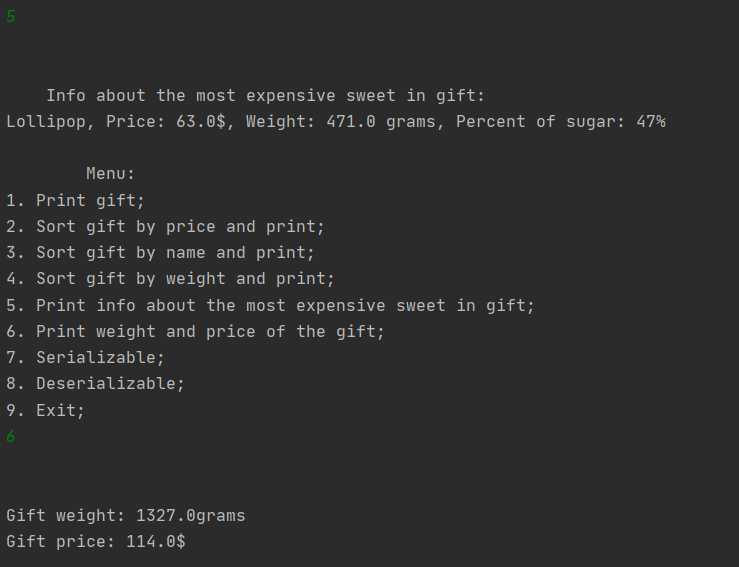 5
Info about the most expensive sweet in gift:
Lollipop, Price: 63.0$, Weight: 471.0 grams, Percent of sugar: 47%
Menu:
1. Print gift;
2. Sort gift by price and print;
3. Sort gift by name and print;
4. Sort gift by weight and print;
5. Print info about the most expensive sweet in gift;
6. Print weight and price of the gift;
7. Serializable;
8. Deserializable;
9. Exit;
6
Gift weight: 1327.0grams
Gift price: 114.0$